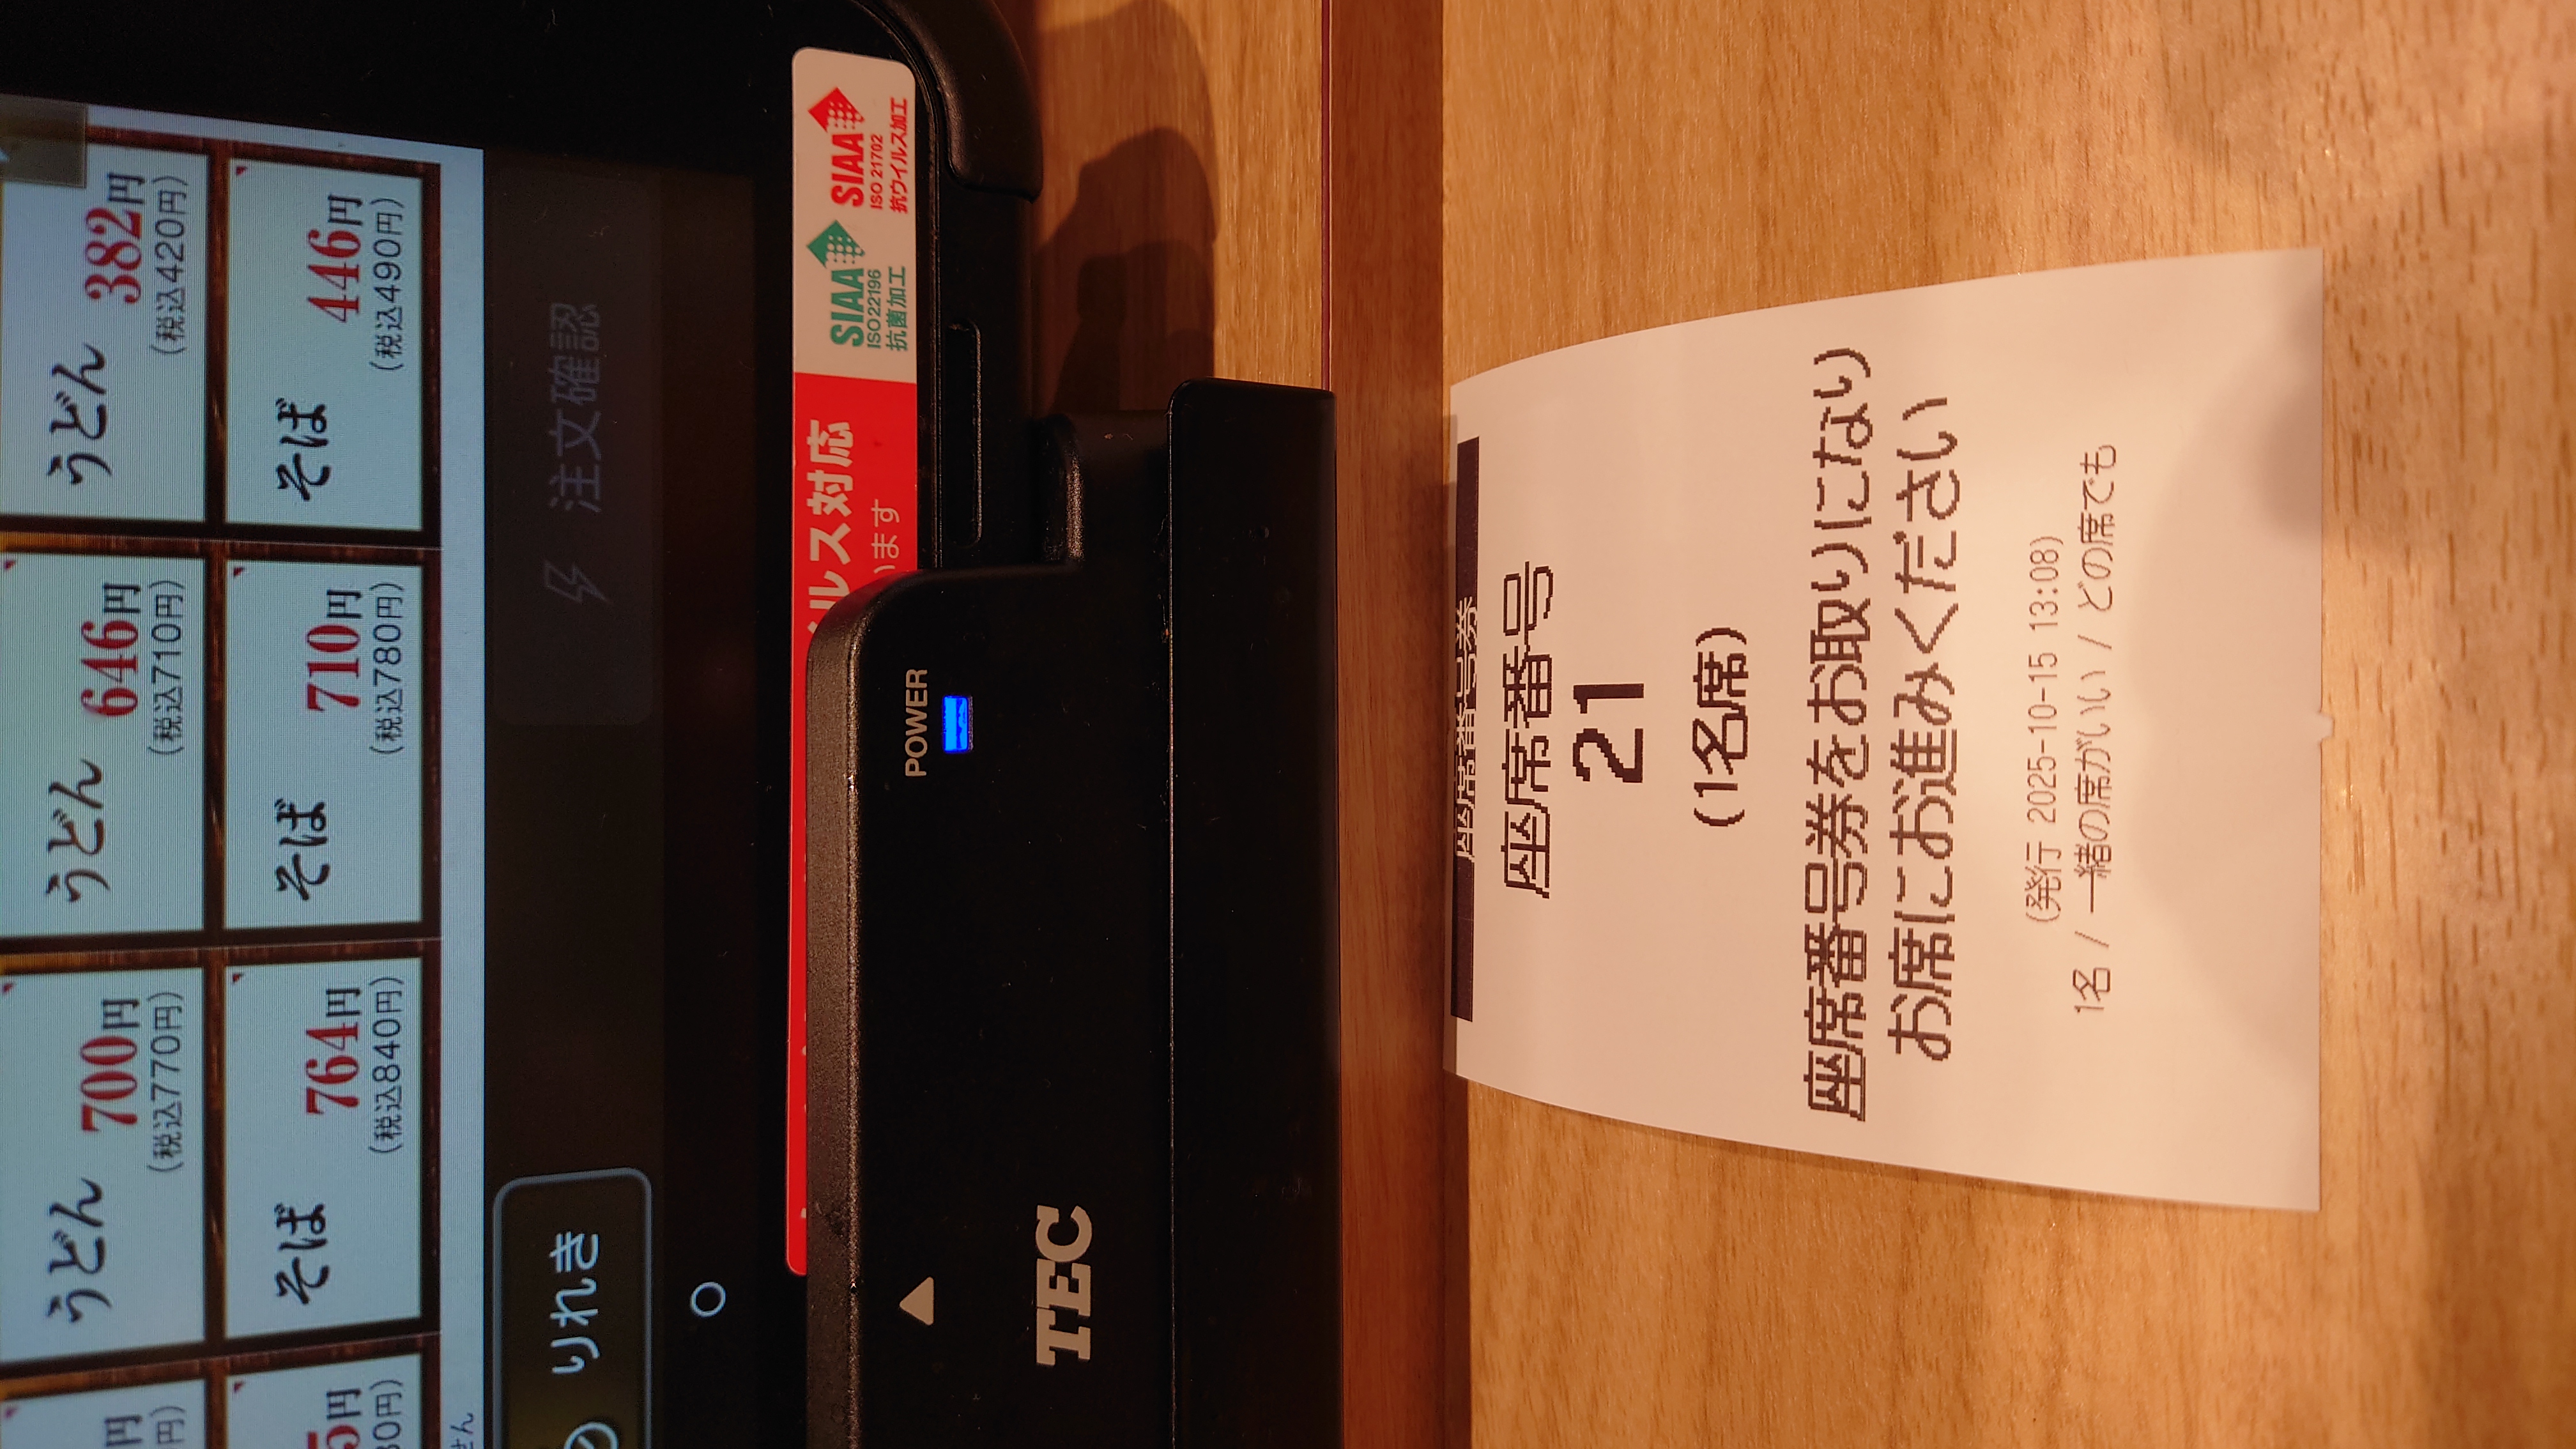 うどん 700円
(税込770円)
うどん 646円
(税込710円)
うどん 382円
(税込420円)
そば 764円
(税込840円)
そば 710円
(税込780円)
そば 446円
(税込490円)
りれき
注文確認
ルス対応
ます
SIAA
ISO22196
抗菌加工
SIAA
ISO 21702
抗ウイルス加工
POWER
TEC
座席番号券
座席番号
21
(1名席)
座席番号券をお取りになり
お席にお進みください
(発行 2025-10-15 13:08)
1名 / 一緒の席がいい / どの席でも